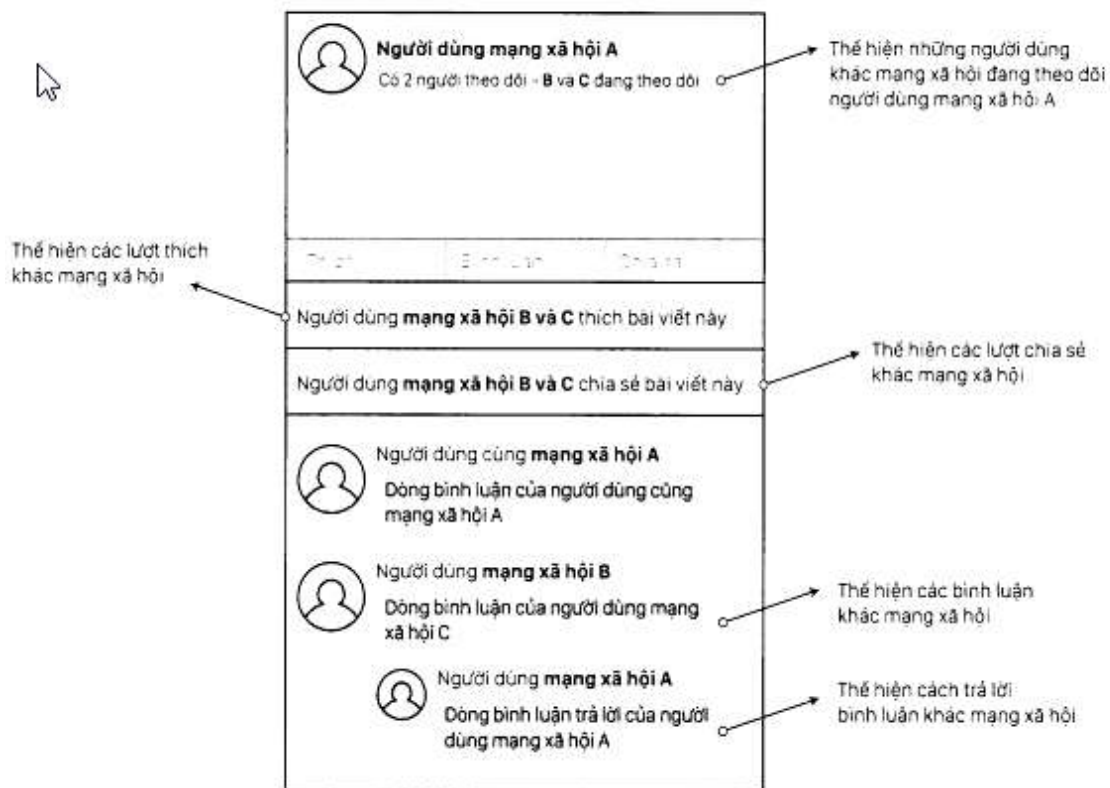 Người dùng mạng xã hội A
Có 2 người theo dõi - B và C đang theo dõi
Thể hiện những người dùng
khác mạng xã hội đang theo dõi
người dùng mạng xã hội A
Thể hiện các lượt thích
khác mạng xã hội
Người dùng mạng xã hội B và C thích bài viết này
Thể hiện các lượt chia sẻ
khác mạng xã hội
Người dùng mạng xã hội B và C chia sẻ bài viết này
Người dùng cùng mạng xã hội A
Dòng bình luận của người dùng cùng
mạng xã hội A
Người dùng mạng xã hội B
Dòng bình luận của người dùng mạng
xã hội C
Thể hiện các bình luận
khác mạng xã hội
Người dùng mạng xã hội A
Dòng bình luận trả lời của người
dùng mạng xã hội A
Thể hiện cách trả lời
bình luận khác mạng xã hội